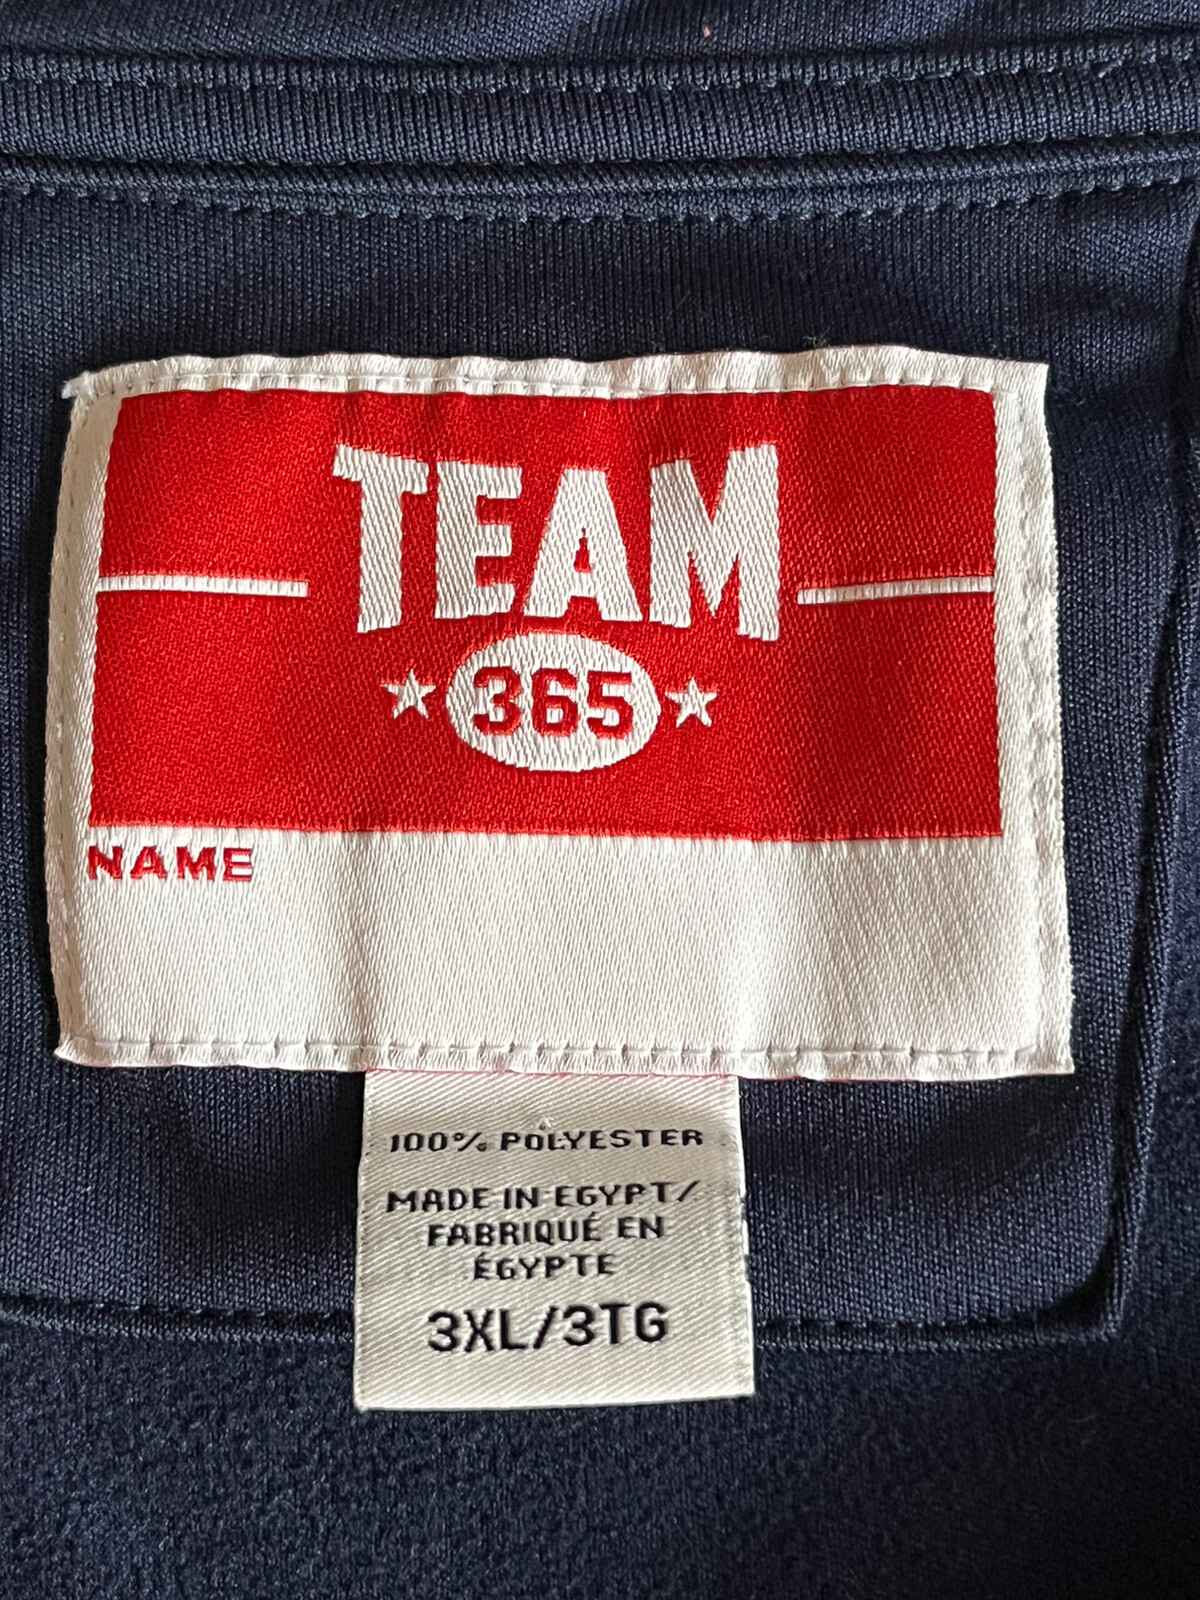 TEAM
365
NAME
100% POLYESTER
MADE IN EGYPT/
FABRIQUÉ EN
ÉGYPTE
3XL/3TG